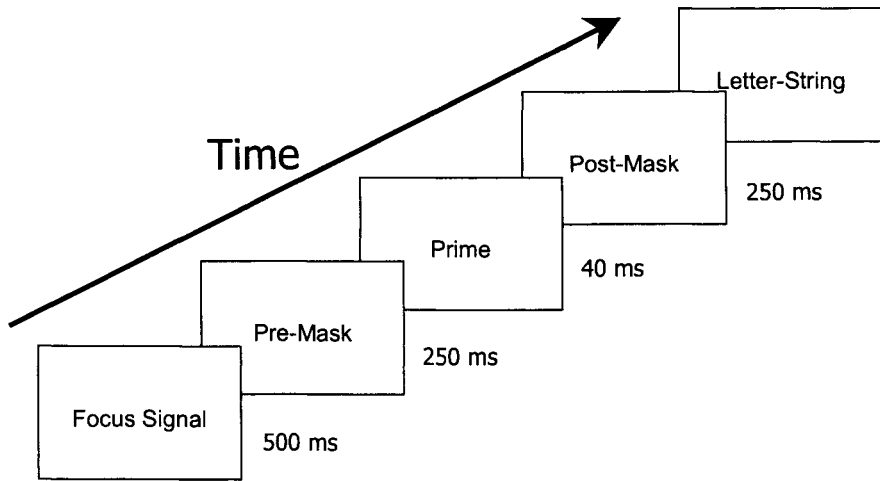 Letter-String
Time
Post-Mask
250 ms
Prime
40 ms
Pre-Mask
250 ms
Focus Signal
500 ms